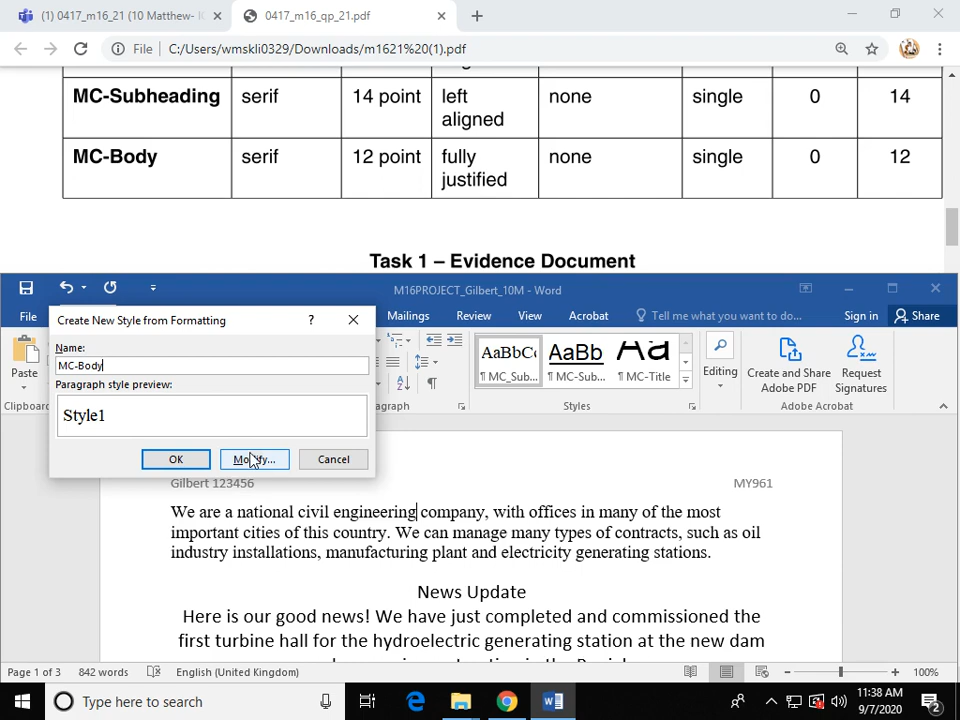 (1) 0417_m16_21 (10 Matthew- K
0417_m16_qp_21.pdf
File
C:/Users/wmskli0329/Downloads/m1621%20(1).pdf
MC-Subheading serif 14 point left aligned none single 0 14
MC-Body serif 12 point fully justified none single 0 12
Task 1 – Evidence Document
M16PROJECT_Gilbert_10M - Word
File
Mailings
Review
View
Acrobat
Tell me what you want to do...
Sign in
Share
Create New Style from Formatting
?
Name:
MC-Body
Paragraph style preview:
Style1
OK
Cancel
Paste
Clipboard
AaBbCc
¶ MC_Sub...
AaBb
¶ MC-Sub...
Aa
¶ MC-Title
Styles
Editing
Create and Share
Adobe PDF
Request
Signatures
Adobe Acrobat
Gilbert 123456
MY961
We are a national civil engineering company, with offices in many of the most
important cities of this country. We can manage many types of contracts, such as oil
industry installations, manufacturing plant and electricity generating stations.
News Update
Here is our good news! We have just completed and commissioned the
first turbine hall for the hydroelectric generating station at the new dam
Page 1 of 3
842 words
English (United Kingdom)
100%
Type here to search
11:38 AM
9/7/2020
2